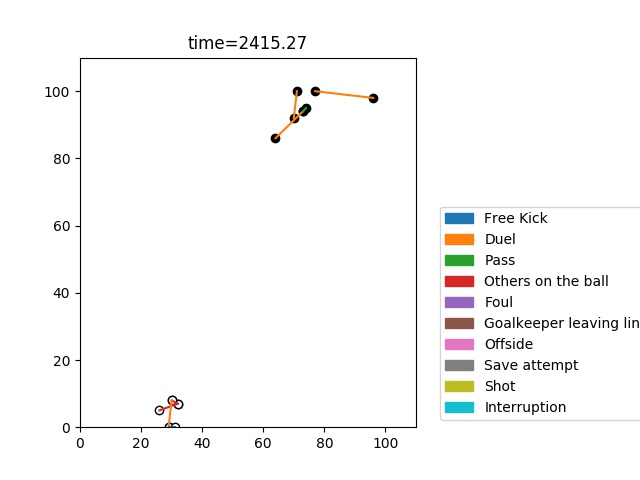 time=2415.27
100
80
60
40
20
0
0 20 40 60 80 100
Free Kick
Duel
Pass
Others on the ball
Foul
Goalkeeper leaving lin
Offside
Save attempt
Shot
Interruption